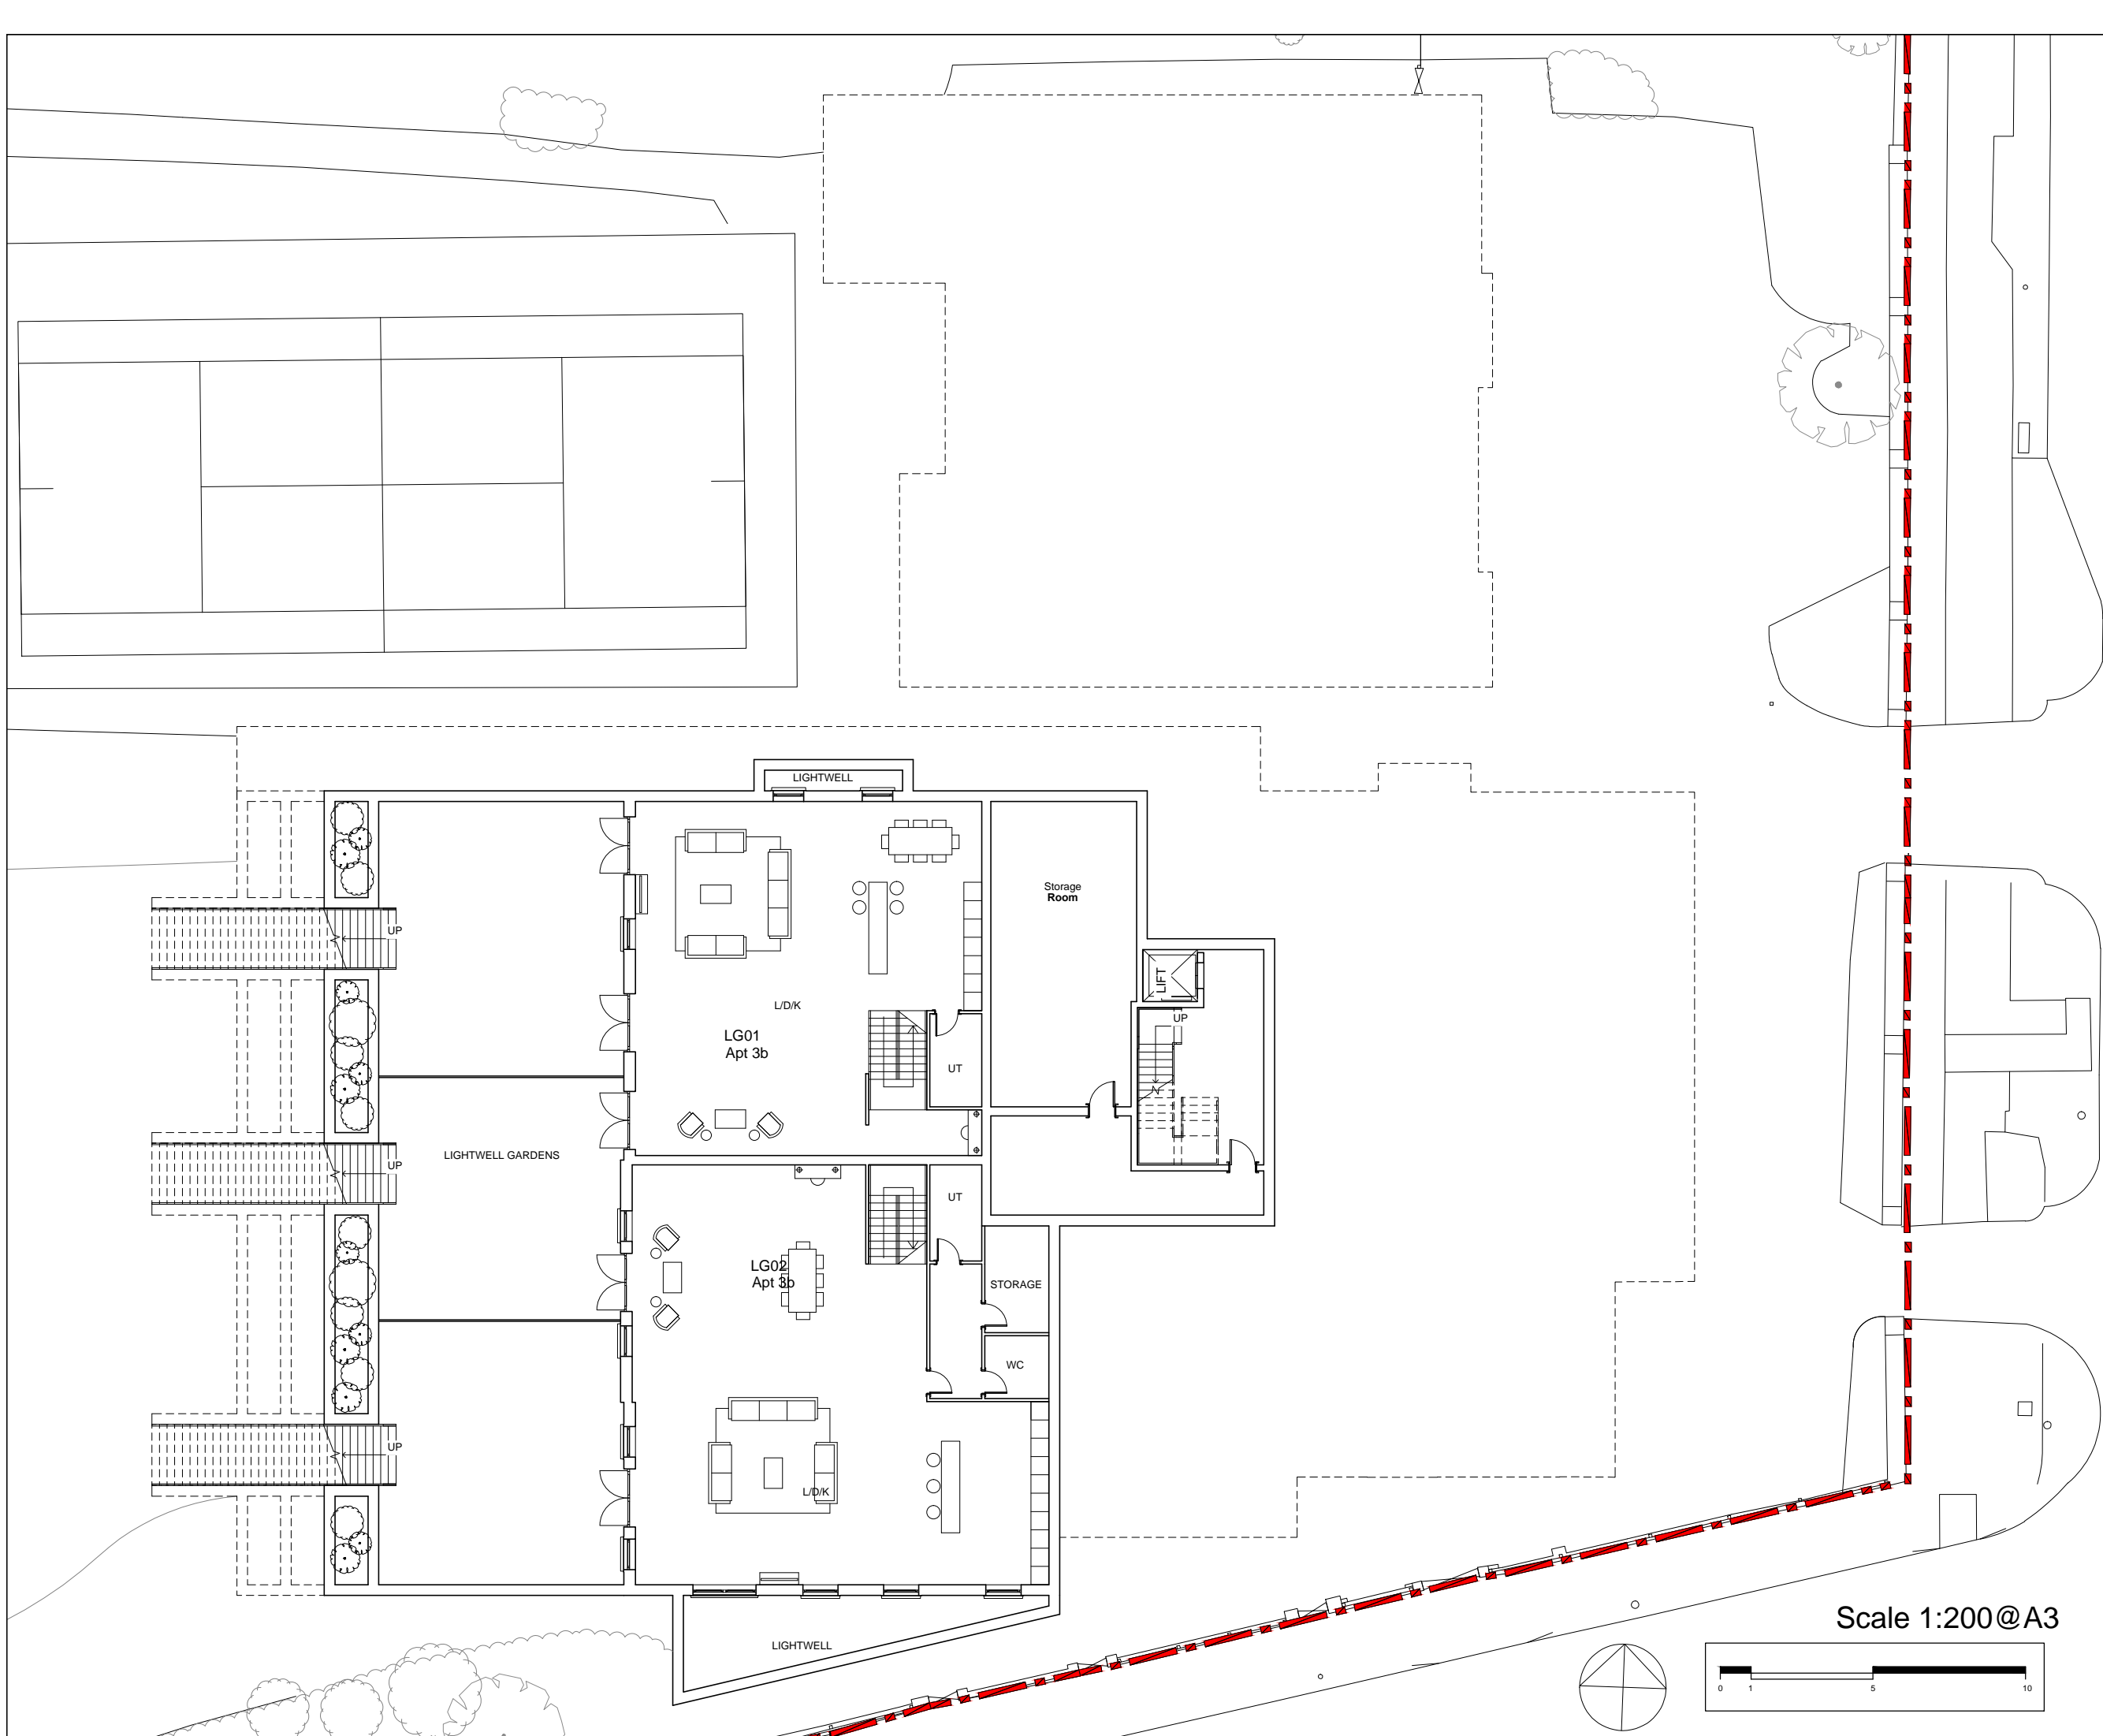 LIGHTWELL
Storage
Room
UP
LIFT
L/D/K
UP
LG01
Apt 3b
UT
LIGHTWELL GARDENS
UP
UT
LG02
Apt 3b
STORAGE
WC
UP
L/D/K
LIGHTWELL
Scale 1:200@A3
0 1 5 10